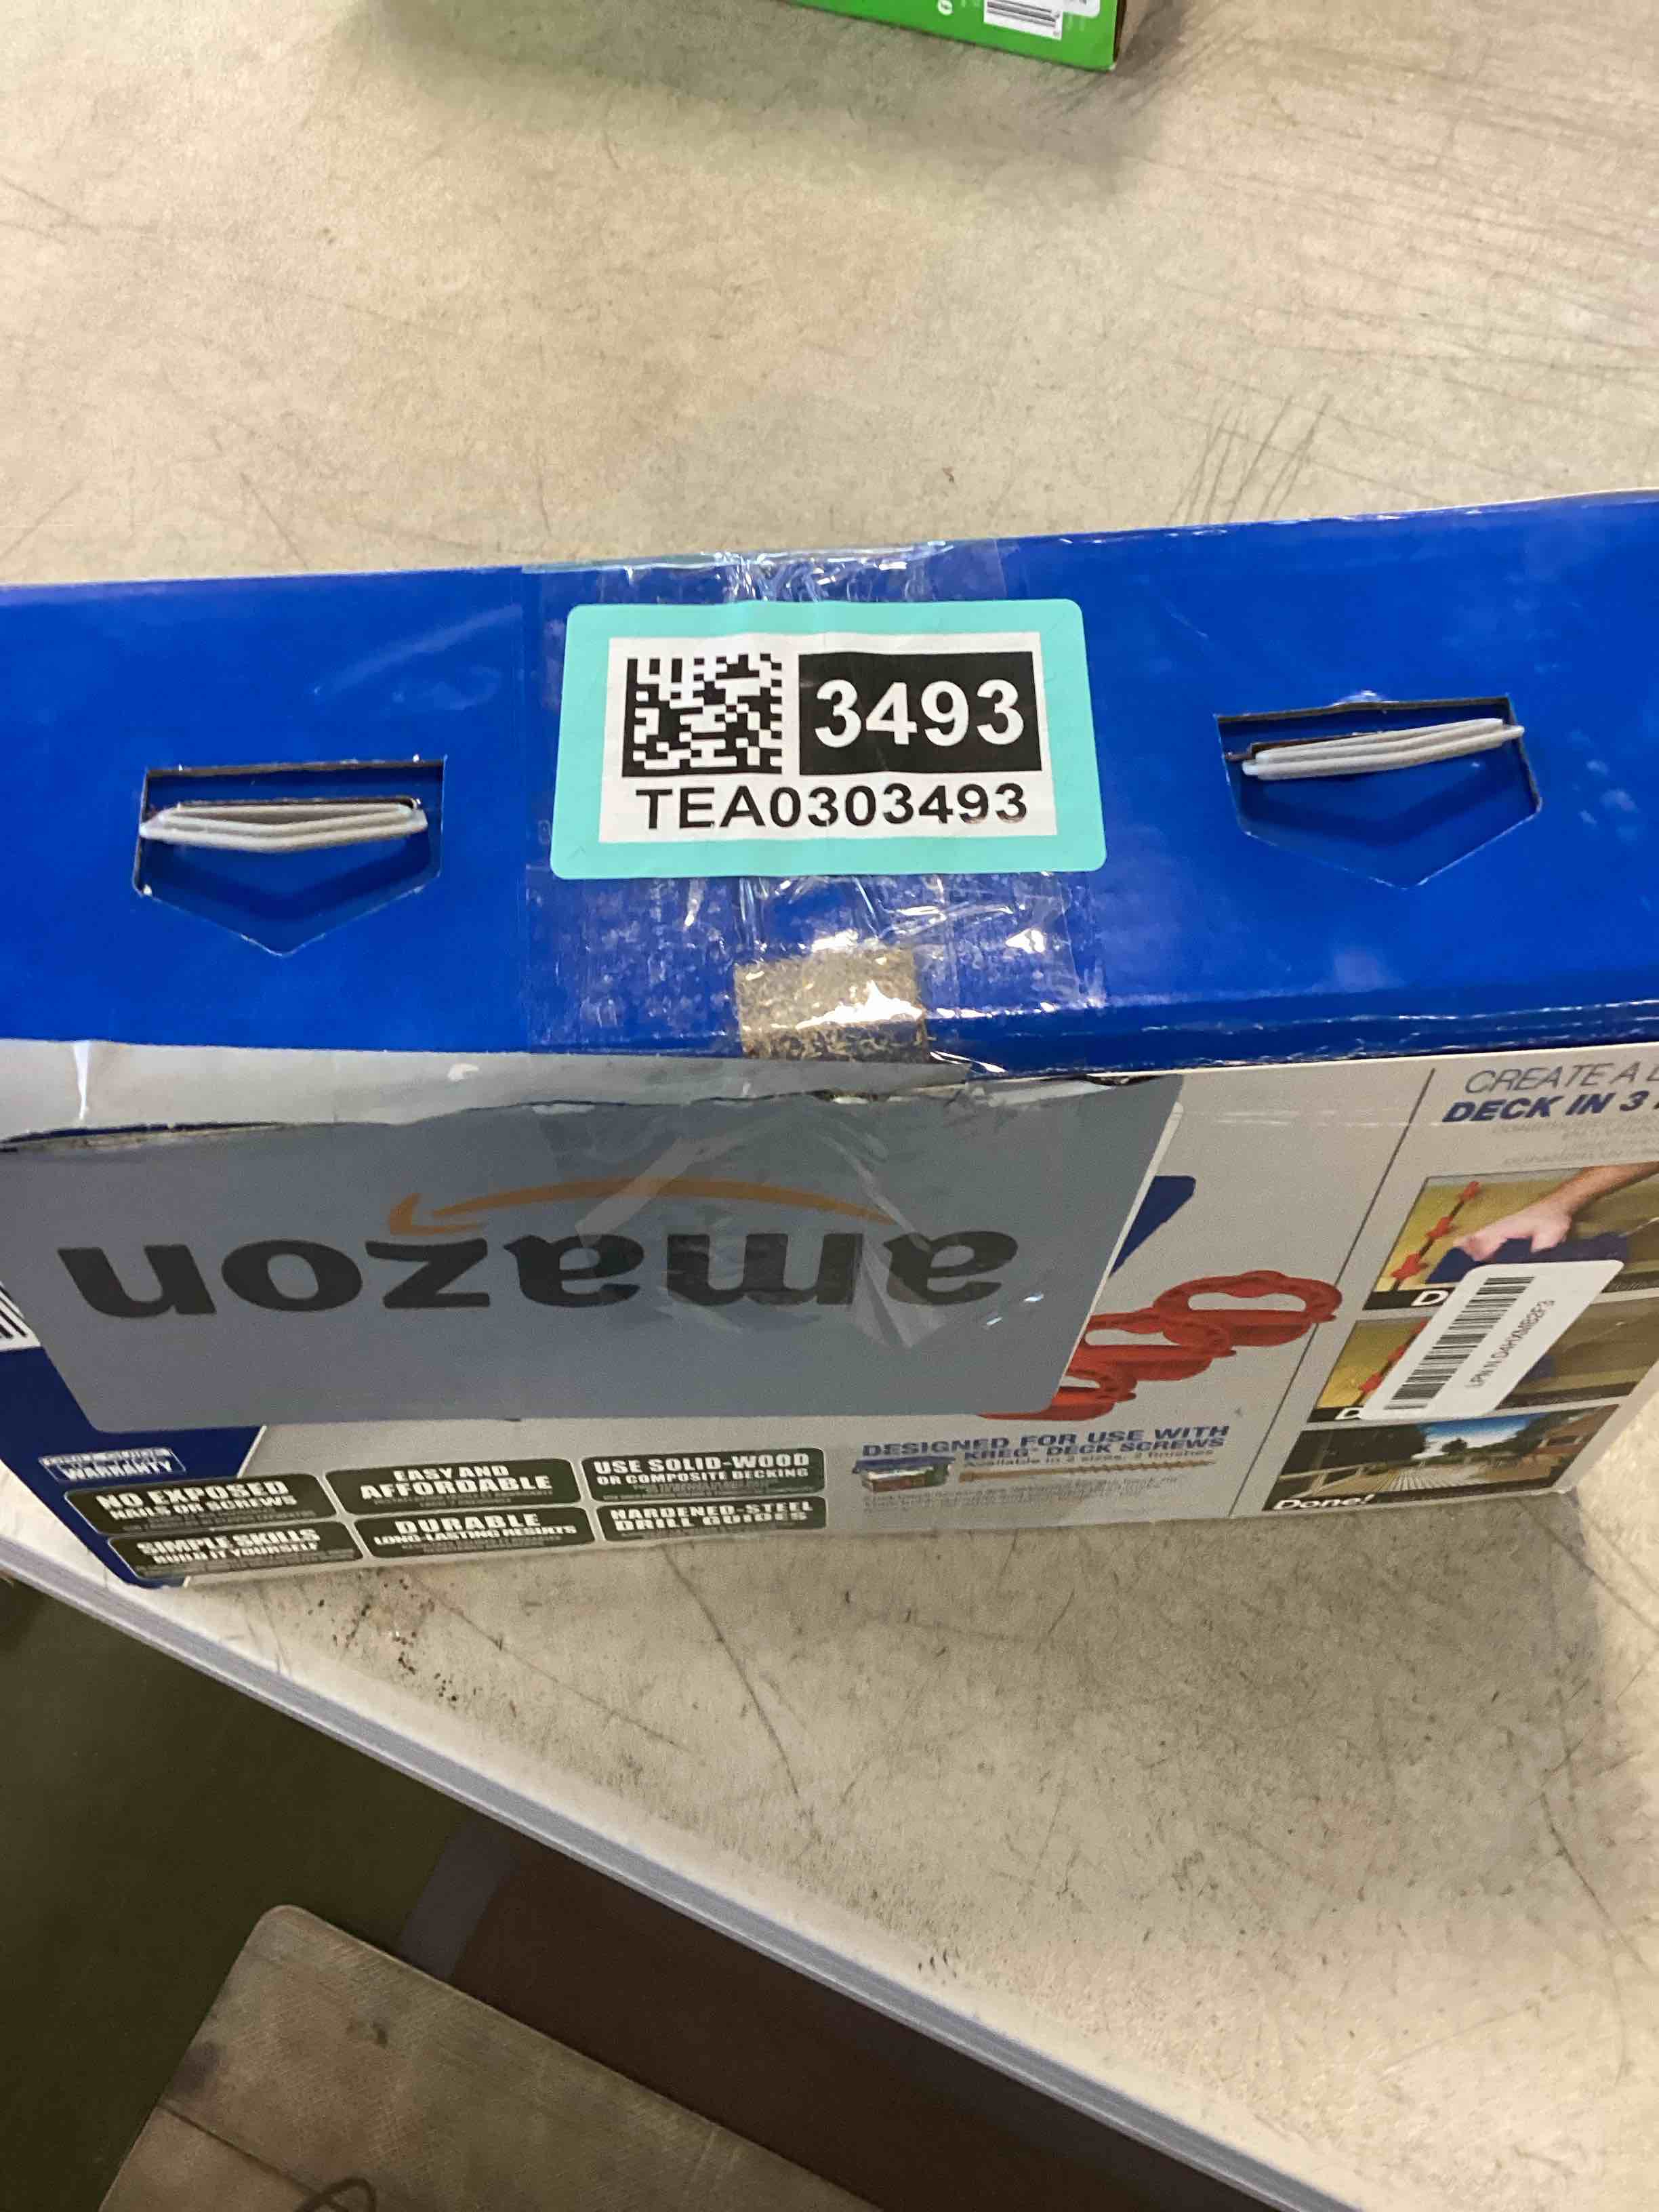 3493
TEA0303493
amazon
CREATE A
DECK IN 3
D
D
Done!
DESIGNED FOR USE WITH
KREG® DECK SCREWS
Available in 2 sizes, 2 finishes
WARRANTY
NO EXPOSED
NAILS OR SCREWS
EASY AND
AFFORDABLE
USE SOLID-WOOD
OR COMPOSITE DECKING
SIMPLE SKILLS
BUILD IT YOURSELF
DURABLE
LONG-LASTING RESULTS
HARDENED-STEEL
DRILL GUIDES